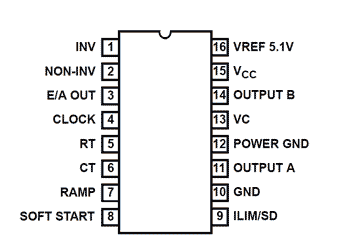 INV 1 16 VREF 5.1V
NON-INV 2 15 VCC
E/A OUT 3 14 OUTPUT B
CLOCK 4 13 VC
RT 5 12 POWER GND
CT 6 11 OUTPUT A
RAMP 7 10 GND
SOFT START 8 9 ILIM/SD